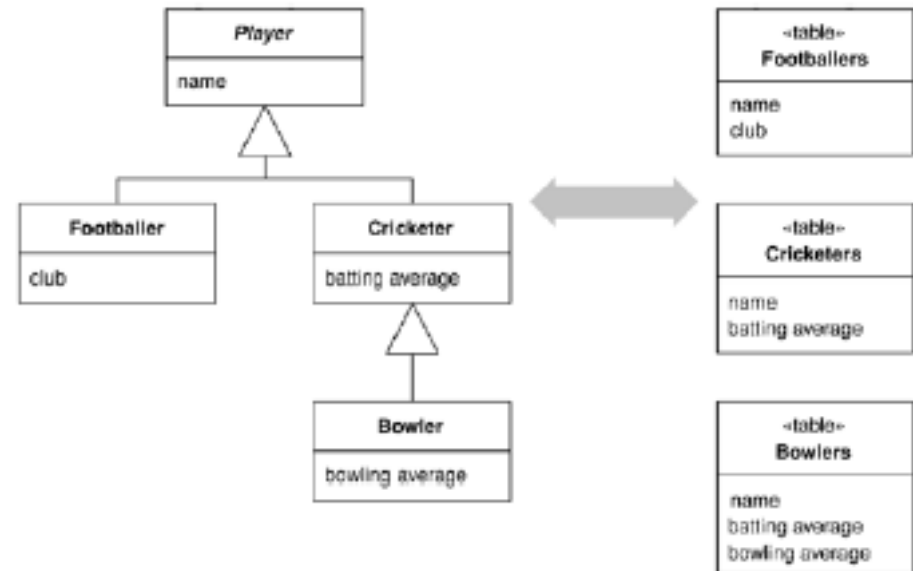 Player
name
Footballer
club
Cricketer
batting average
Bowler
bowling average
«table»
Footballers
name
club
«table»
Cricketers
name
batting average
«table»
Bowlers
name
batting average
bowling average